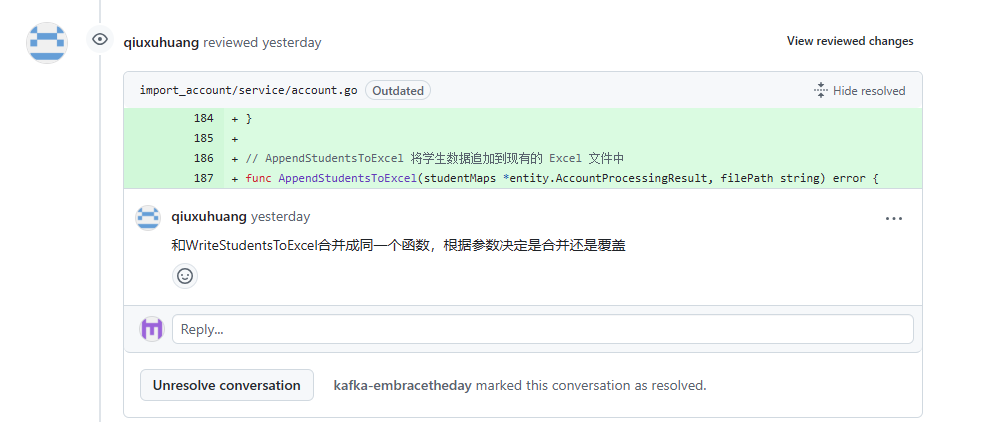 qiuxuhuang reviewed yesterday
View reviewed changes
import_account/service/account.go Outdated
Hide resolved
184 + }
185 +
186 + // AppendStudentsToExcel 将学生数据追加到现有的 Excel 文件中
187 + func AppendStudentsToExcel(studentMaps *entity.AccountProcessingResult, filePath string) error {
qiuxuhuang yesterday
和WriteStudentsToExcel合并成同一个函数，根据参数决定是合并还是覆盖
Reply...
Unresolve conversation
kafka-embracetheday marked this conversation as resolved.